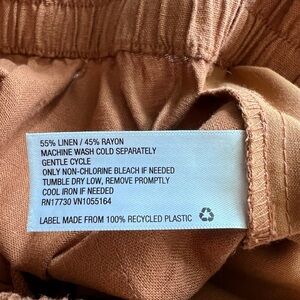 55% LINEN / 45% RAYON
MACHINE WASH COLD SEPARATELY
GENTLE CYCLE
ONLY NON-CHLORINE BLEACH IF NEEDED
TUMBLE DRY LOW, REMOVE PROMPTLY
COOL IRON IF NEEDED
RN17730 VN1055164
LABEL MADE FROM 100% RECYCLED PLASTIC